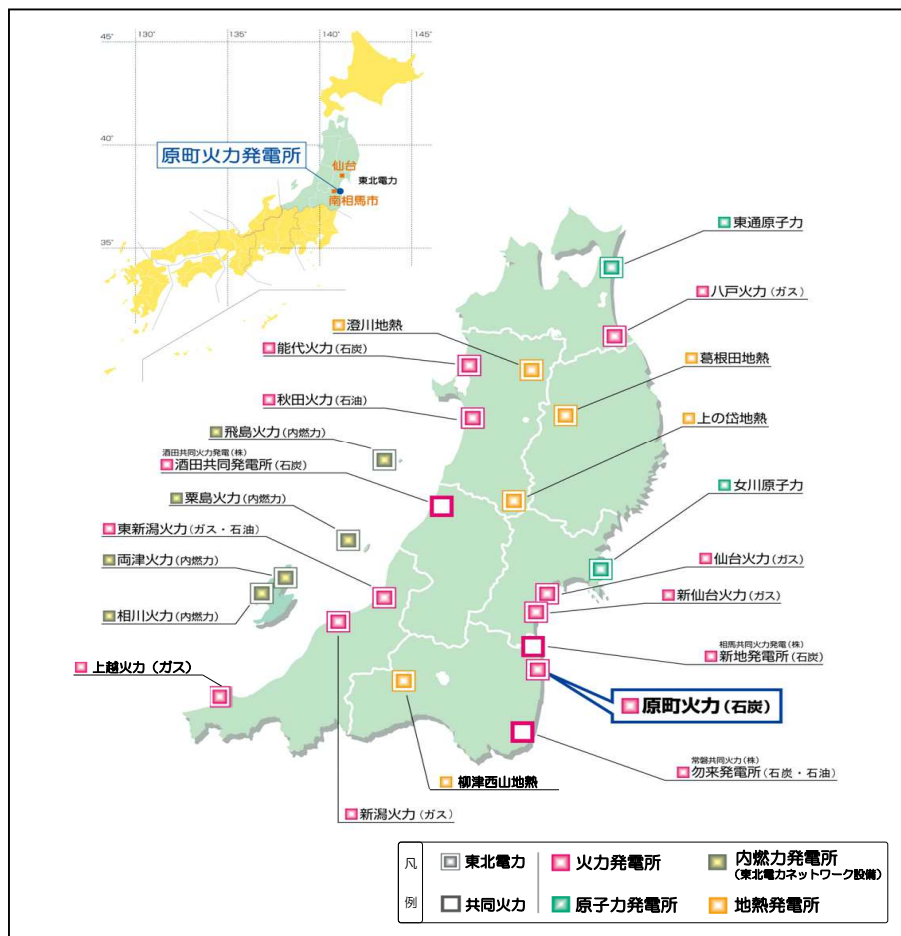 130°
135°
140°
145°
45°
40°
35°
原町火力発電所
仙台
東北電力
南相馬市
東通原子力
八戸火力(ガス)
澄川地熱
能代火力(石炭)
葛根田地熱
秋田火力(石油)
上の岱地熱
飛島火力(内燃力)
酒田共同火力発電(株)
酒田共同発電所(石炭)
粟島火力(内燃力)
女川原子力
東新潟火力(ガス・石油)
両津火力(内燃力)
仙台火力(ガス)
新仙台火力(ガス)
相川火力(内燃力)
相馬共同火力発電(株)
新地発電所(石炭)
上越火力(ガス)
原町火力(石炭)
常磐共同火力(株)
勿来発電所(石炭・石油)
柳津西山地熱
新潟火力(ガス)
凡例
東北電力
火力発電所
内燃力発電所
(東北電力ネットワーク設備)
共同火力
原子力発電所
地熱発電所